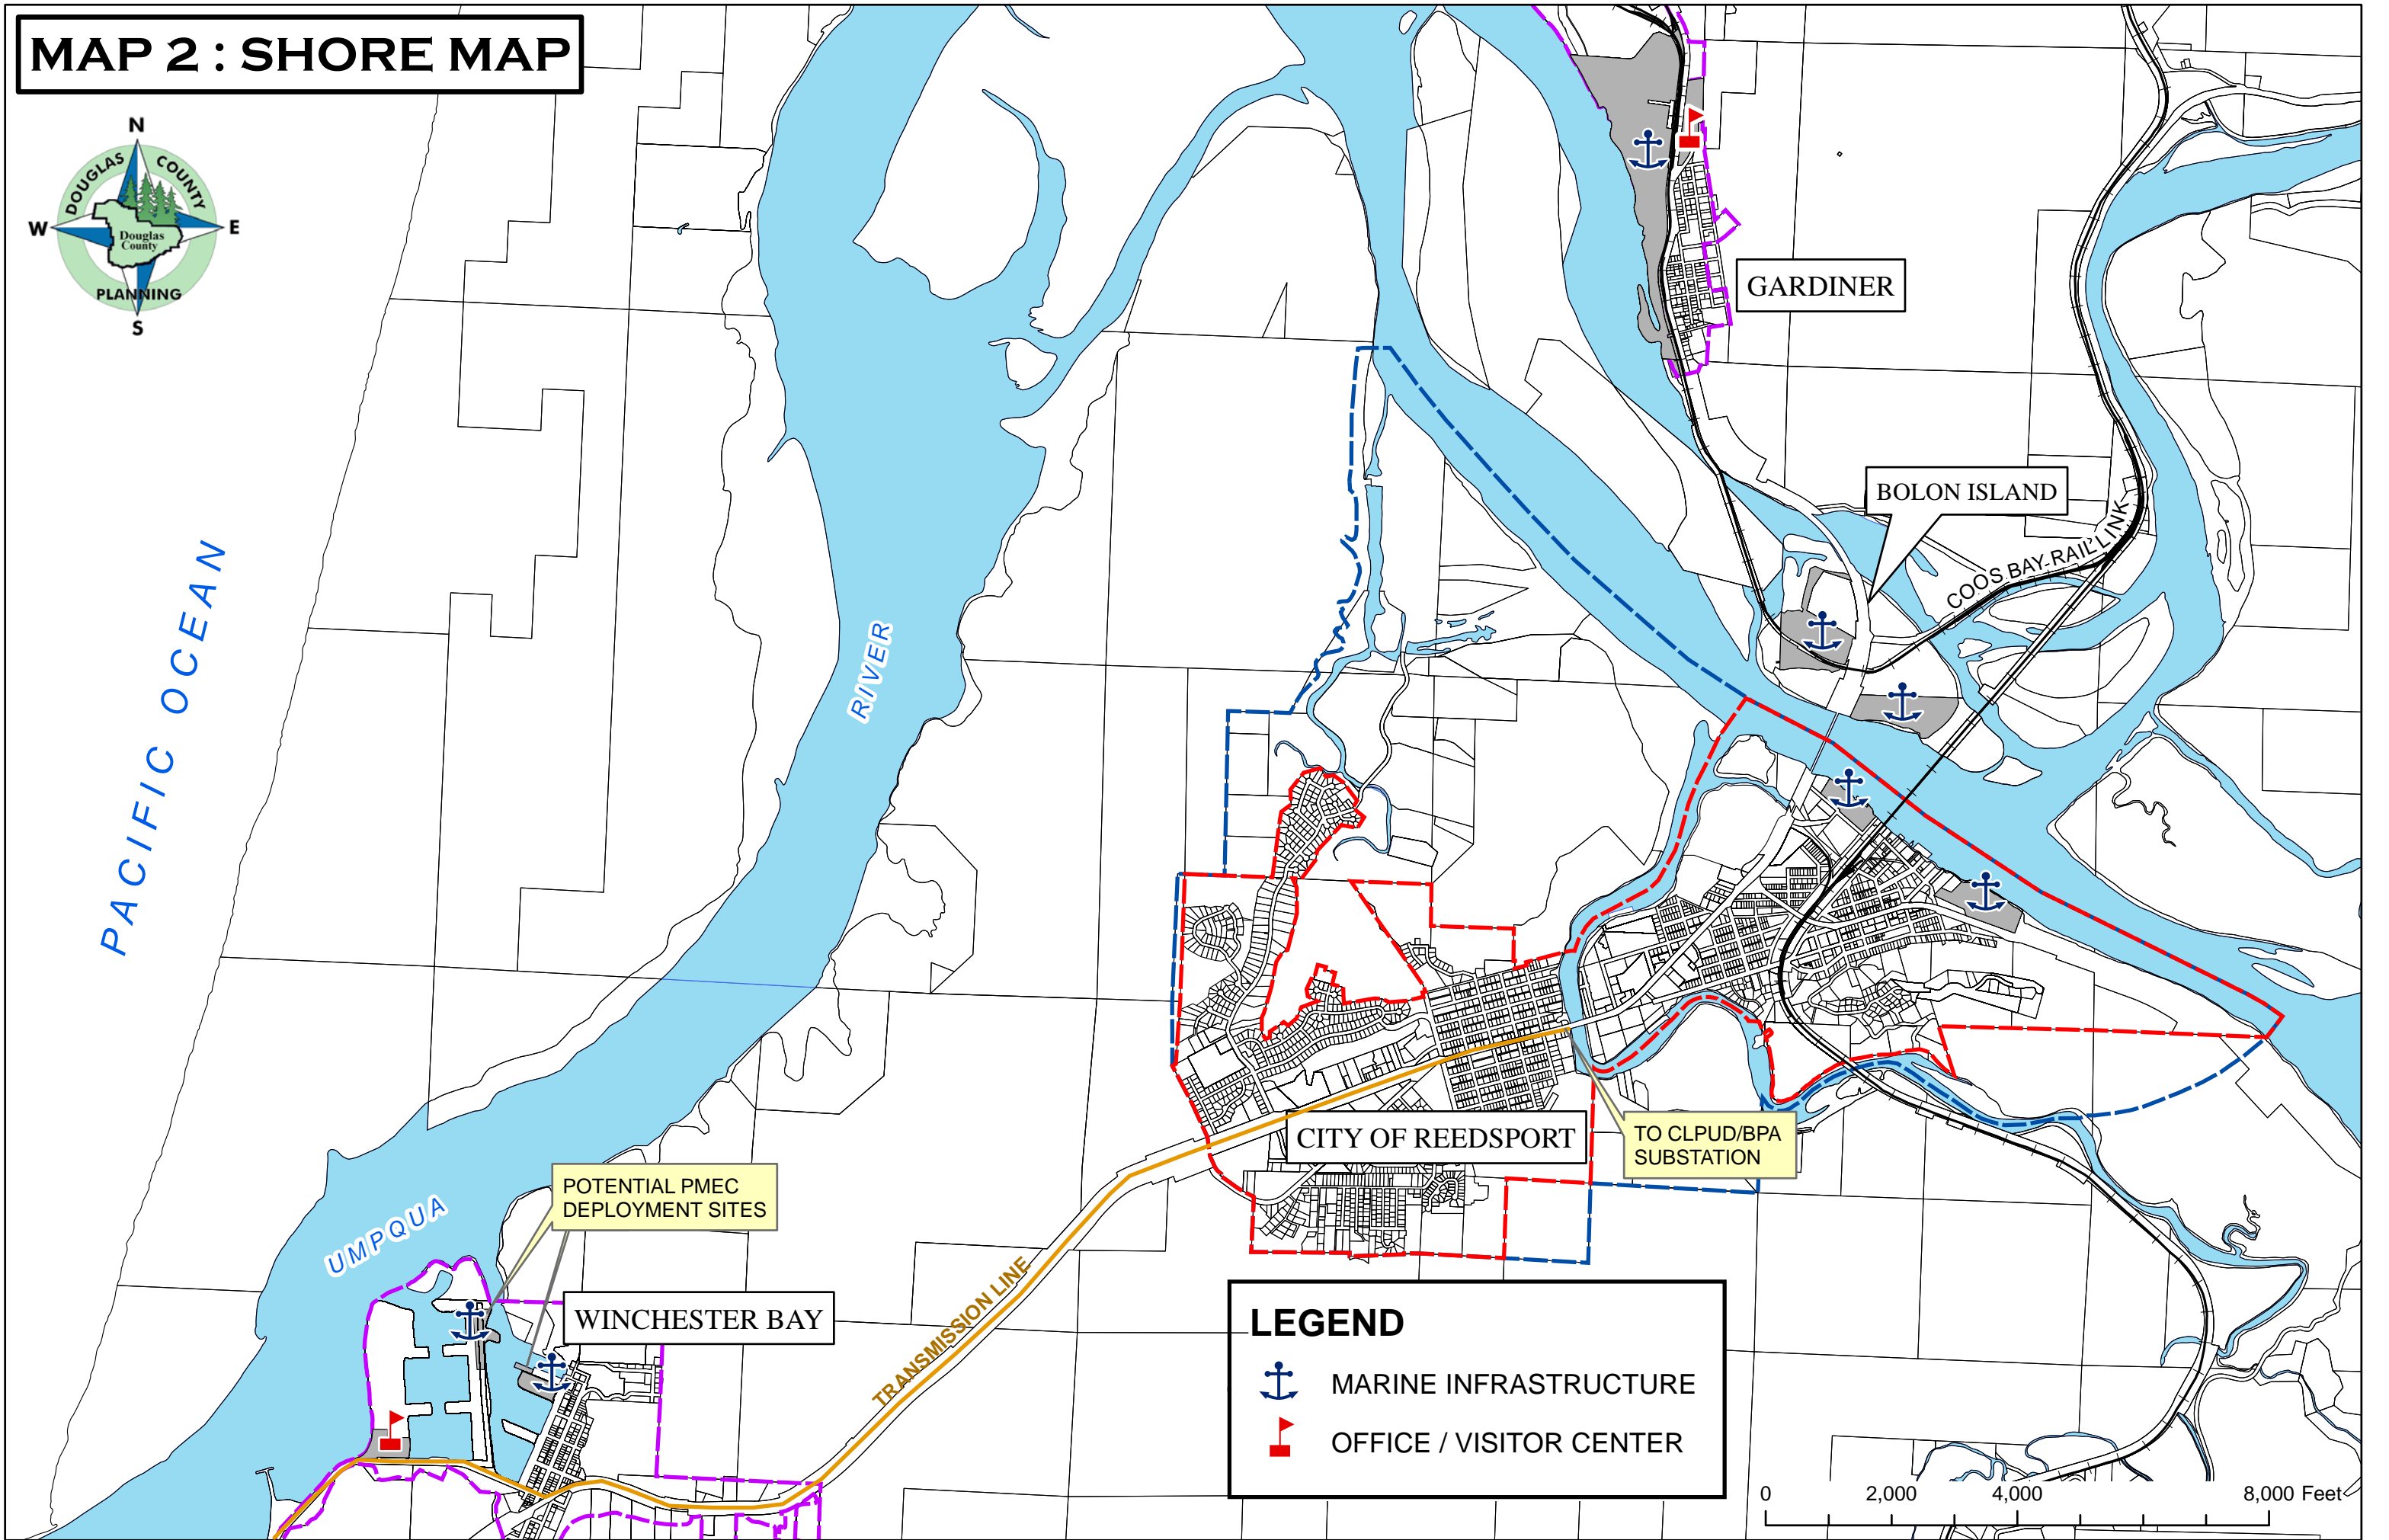 MAP 2 : SHORE MAP
N
DOUGLAS COUNTY
W
E
Douglas
County
PLANNING
S
GARDINER
BOLON ISLAND
COOS BAY RAIL LINK
PACIFIC OCEAN
RIVER
CITY OF REEDSPORT
TO CLPUD/BPA
SUBSTATION
POTENTIAL PMEC
DEPLOYMENT SITES
UMPQUA
WINCHESTER BAY
TRANSMISSION LINE
LEGEND
MARINE INFRASTRUCTURE
OFFICE / VISITOR CENTER
0 2,000 4,000 8,000 Feet